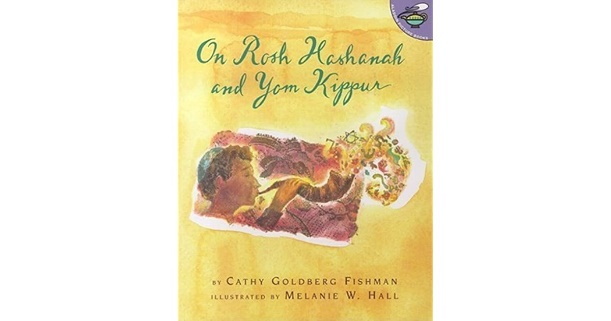 On Rosh Hashanah
and Yom Kippur
BY CATHY GOLDBERG FISHMAN
ILLUSTRATED BY MELANIE W. HALL